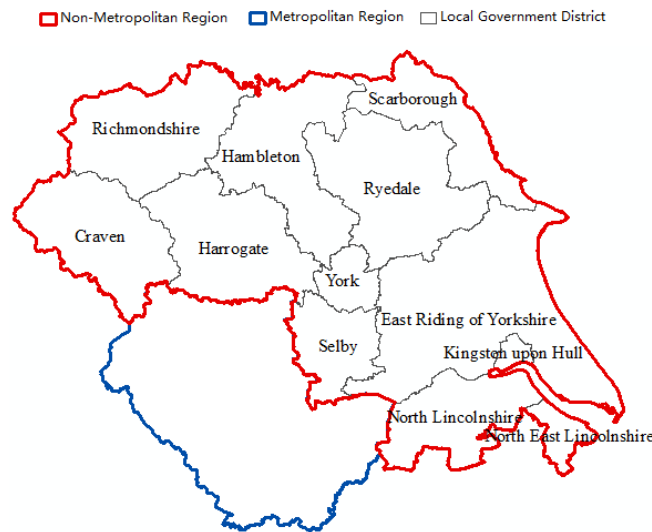 Non-Metropolitan Region Metropolitan Region Local Government District
Scarborough
Richmondshire
Hambleton
Ryedale
Craven
Harrogate
York
East Riding of Yorkshire
Selby
Kingston upon Hull
North Lincolnshire
North East Lincolnshire